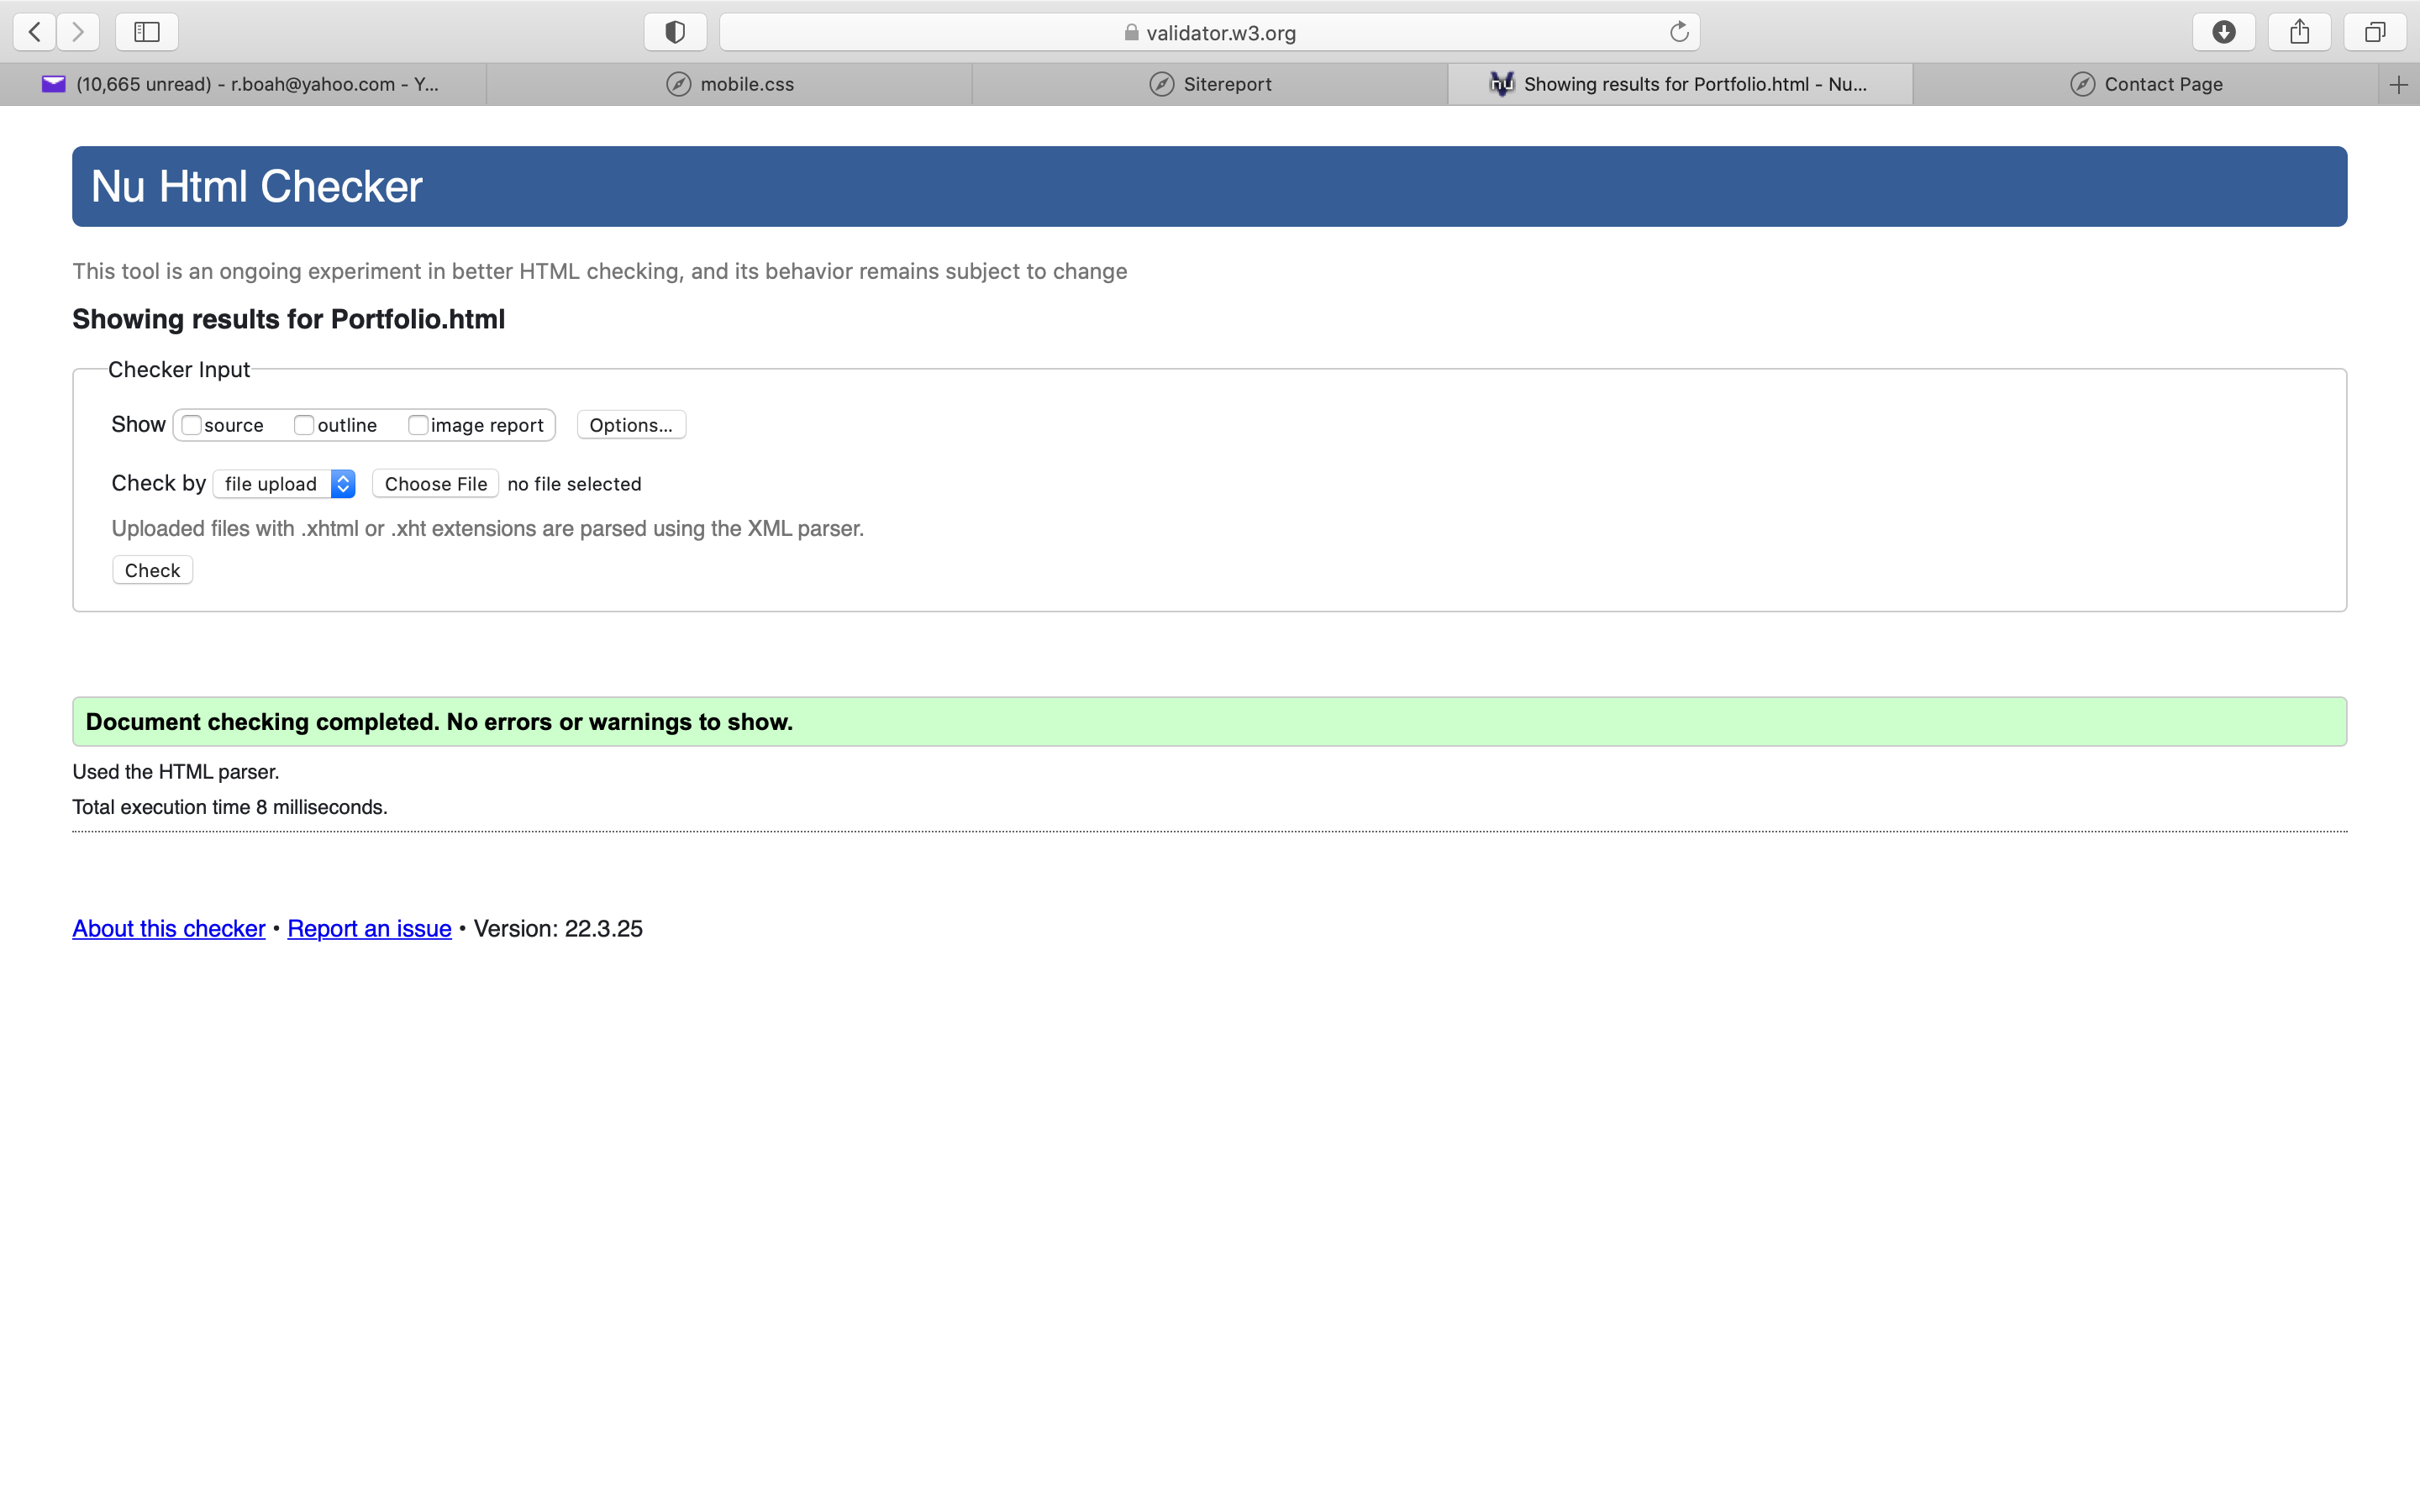 validator.w3.org
(10,665 unread) - r.boah@yahoo.com - Y...
mobile.css
Sitereport
nu
Showing results for Portfolio.html - Nu...
Contact Page
Nu Html Checker
This tool is an ongoing experiment in better HTML checking, and its behavior remains subject to change
Showing results for Portfolio.html
Checker Input
Show source outline image report Options...
Check by file upload Choose File no file selected
Uploaded files with .xhtml or .xht extensions are parsed using the XML parser.
Check
Document checking completed. No errors or warnings to show.
Used the HTML parser.
Total execution time 8 milliseconds.
About this checker • Report an issue • Version: 22.3.25